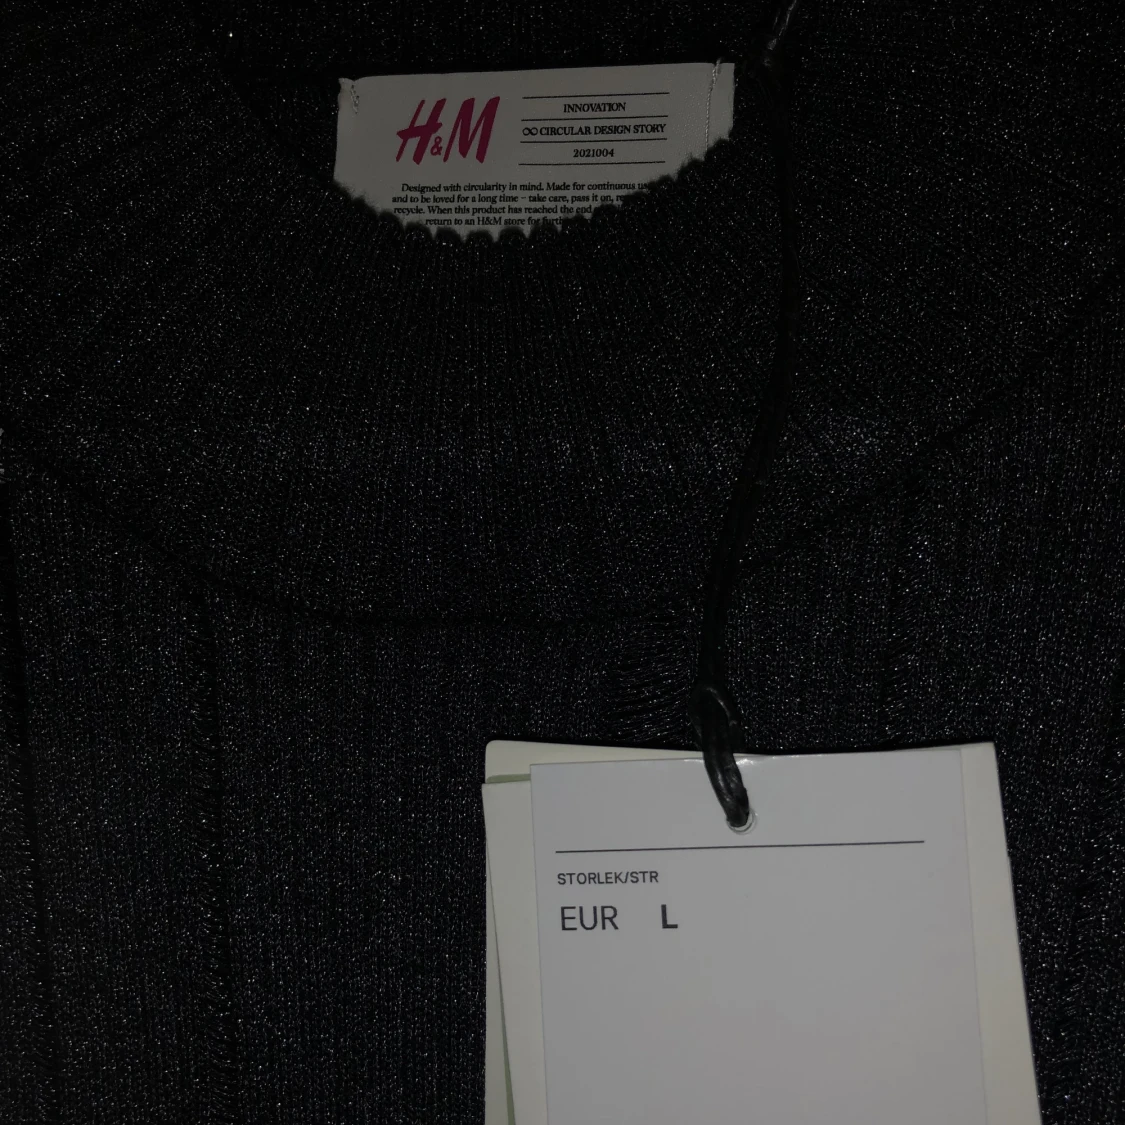 H&M
INNOVATION
∞ CIRCULAR DESIGN STORY
2021004
Designed with circularity in mind. Made for continuous
and to be loved for a long time – take care, pass it on,
recycle. When this product has reached the end
return to an H&M store for
STORLEK/STR
EUR L